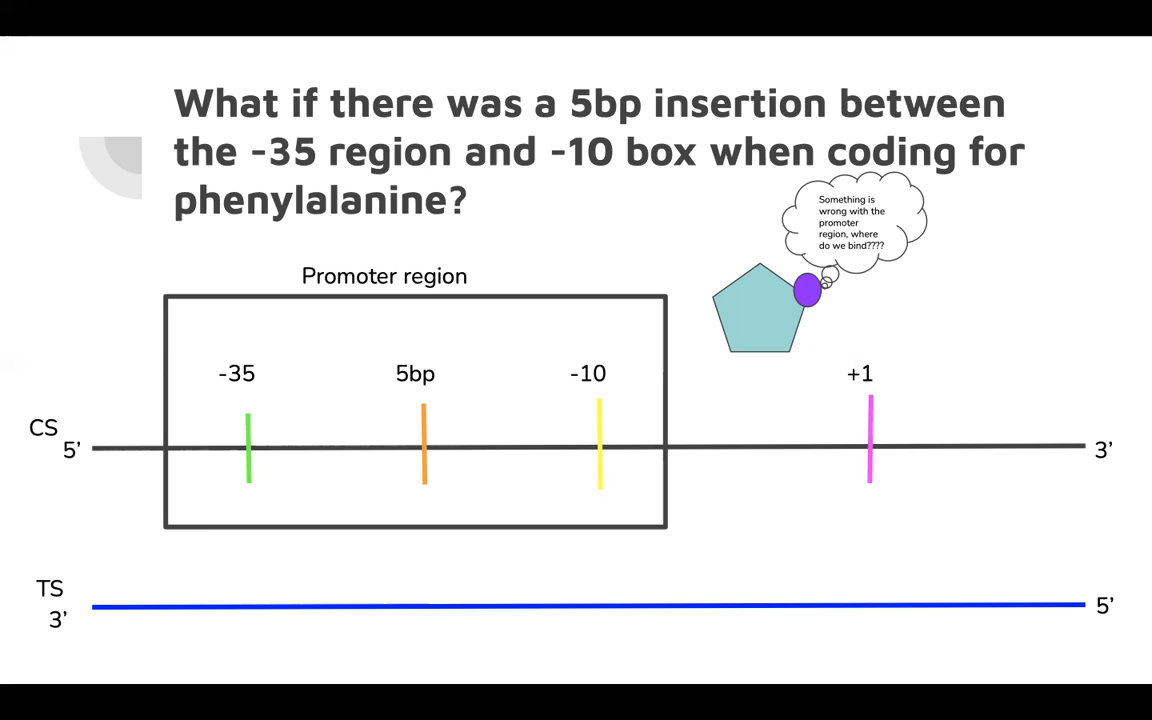 What if there was a 5bp insertion between
the -35 region and -10 box when coding for
phenylalanine?
Something is
wrong with the
promoter
region, where
do we bind????
Promoter region
-35 5bp -10 +1
CS
5’ 3’
TS
3’ 5’